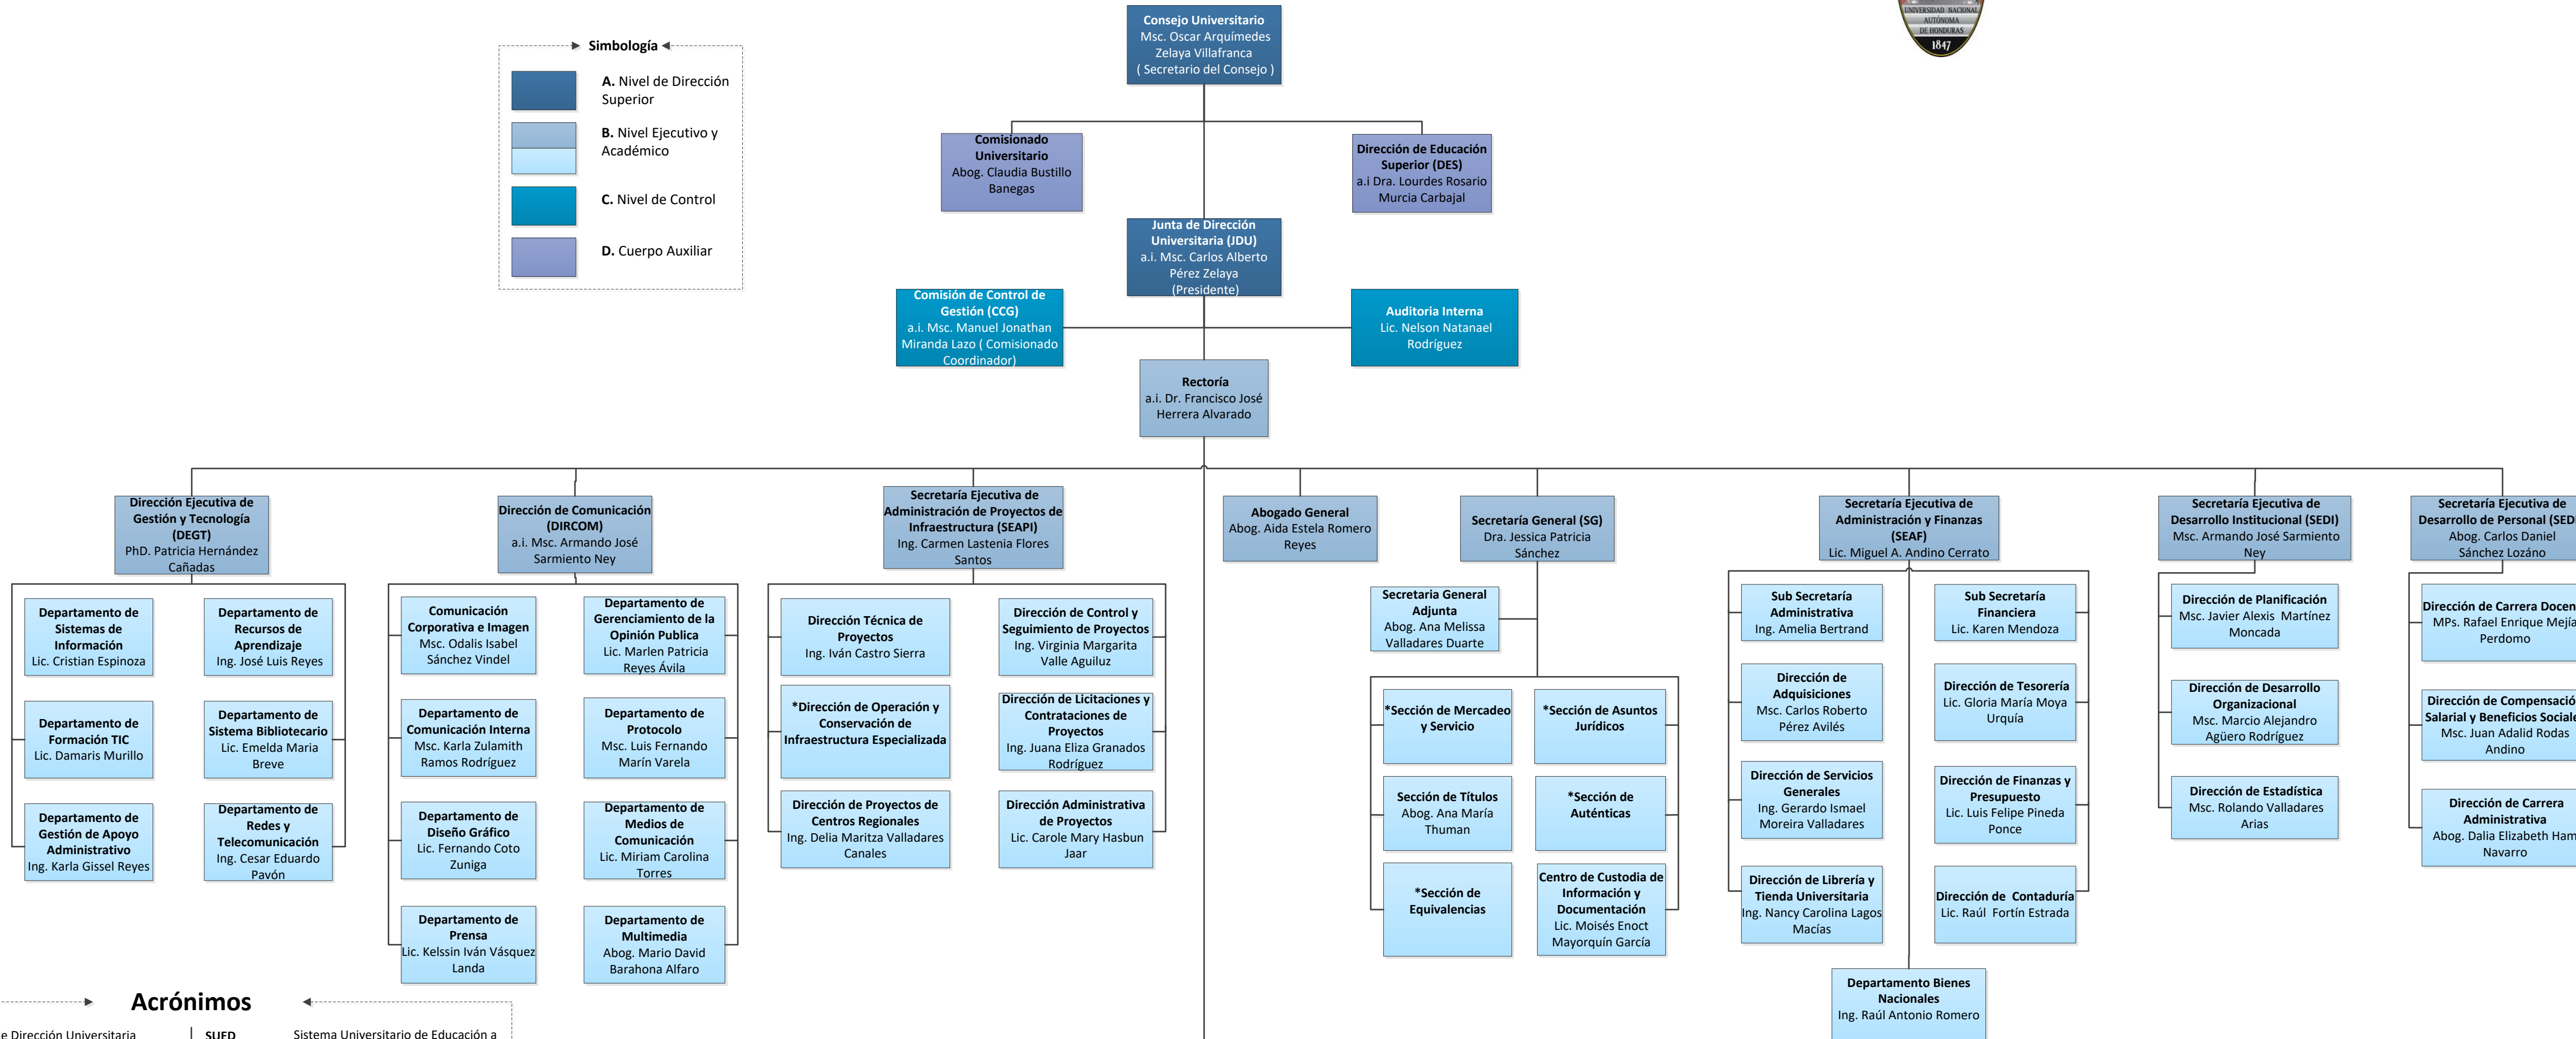 UNIVERSIDAD NACIONAL
AUTÓNOMA
DE HONDURAS
1847
Simbología
A. Nivel de Dirección
Superior
B. Nivel Ejecutivo y
Académico
C. Nivel de Control
D. Cuerpo Auxiliar
Consejo Universitario
Msc. Oscar Arquímedes
Zelaya Villafranca
( Secretario del Consejo )
Comisionado
Universitario
Abog. Claudia Bustillo
Banegas
Dirección de Educación
Superior (DES)
a.i Dra. Lourdes Rosario
Murcia Carbajal
Junta de Dirección
Universitaria (JDU)
a.i. Msc. Carlos Alberto
Pérez Zelaya
(Presidente)
Comisión de Control de
Gestión (CCG)
a.i. Msc. Manuel Jonathan
Miranda Lazo ( Comisionado
Coordinador)
Auditoria Interna
Lic. Nelson Natanael
Rodríguez
Rectoría
a.i. Dr. Francisco José
Herrera Alvarado
Dirección Ejecutiva de
Gestión y Tecnología
(DEGT)
PhD. Patricia Hernández
Cañadas
Departamento de
Sistemas de
Información
Lic. Cristian Espinoza
Departamento de
Recursos de
Aprendizaje
Ing. José Luis Reyes
Departamento de
Formación TIC
Lic. Damaris Murillo
Departamento de
Sistema Bibliotecario
Lic. Emelda Maria
Breve
Departamento de
Gestión de Apoyo
Administrativo
Ing. Karla Gissel Reyes
Departamento de
Redes y
Telecomunicación
Ing. Cesar Eduardo
Pavón
Dirección de Comunicación
(DIRCOM)
a.i. Msc. Armando José
Sarmiento Ney
Comunicación
Corporativa e Imagen
Msc. Odalis Isabel
Sánchez Vindel
Departamento de
Gerenciamiento de la
Opinión Publica
Lic. Marlen Patricia
Reyes Ávila
Departamento de
Comunicación Interna
Msc. Karla Zulamith
Ramos Rodríguez
Departamento de
Protocolo
Msc. Luis Fernando
Marín Varela
Departamento de
Diseño Gráfico
Lic. Fernando Coto
Zuniga
Departamento de
Medios de
Comunicación
Lic. Miriam Carolina
Torres
Departamento de
Prensa
Lic. Kelssin Iván Vásquez
Landa
Departamento de
Multimedia
Abog. Mario David
Barahona Alfaro
Secretaría Ejecutiva de
Administración de Proyectos de
Infraestructura (SEAPI)
Ing. Carmen Lastenia Flores
Santos
Dirección Técnica de
Proyectos
Ing. Iván Castro Sierra
Dirección de Control y
Seguimiento de Proyectos
Ing. Virginia Margarita
Valle Aguiluz
*Dirección de Operación y
Conservación de
Infraestructura Especializada
Dirección de Licitaciones y
Contrataciones de
Proyectos
Ing. Juana Eliza Granados
Rodríguez
Dirección de Proyectos de
Centros Regionales
Ing. Delia Maritza Valladares
Canales
Dirección Administrativa
de Proyectos
Lic. Carole Mary Hasbun
Jaar
Abogado General
Abog. Aida Estela Romero
Reyes
Secretaría General (SG)
Dra. Jessica Patricia
Sánchez
Secretaria General
Adjunta
Abog. Ana Melissa
Valladares Duarte
*Sección de Mercadeo
y Servicio
*Sección de Asuntos
Jurídicos
Sección de Títulos
Abog. Ana María
Thuman
*Sección de
Auténticas
*Sección de
Equivalencias
Centro de Custodia de
Información y
Documentación
Lic. Moisés Enoct
Mayorquín García
Secretaría Ejecutiva de
Administración y Finanzas
(SEAF)
Lic. Miguel A. Andino Cerrato
Sub Secretaría
Administrativa
Ing. Amelia Bertrand
Sub Secretaría
Financiera
Lic. Karen Mendoza
Dirección de
Adquisiciones
Msc. Carlos Roberto
Pérez Avilés
Dirección de Tesorería
Lic. Gloria María Moya
Urquía
Dirección de Servicios
Generales
Ing. Gerardo Ismael
Moreira Valladares
Dirección de Finanzas y
Presupuesto
Lic. Luis Felipe Pineda
Ponce
Dirección de Librería y
Tienda Universitaria
Ing. Nancy Carolina Lagos
Macías
Dirección de Contaduría
Lic. Raúl Fortín Estrada
Departamento Bienes
Nacionales
Ing. Raúl Antonio Romero
Secretaría Ejecutiva de
Desarrollo Institucional (SEDI)
Msc. Armando José Sarmiento
Ney
Dirección de Planificación
Msc. Javier Alexis Martínez
Moncada
Dirección de Desarrollo
Organizacional
Msc. Marcio Alejandro
Agüero Rodríguez
Dirección de Estadística
Msc. Rolando Valladares
Arias
Secretaría Ejecutiva de
Desarrollo de Personal (SED
Abog. Carlos Daniel
Sánchez Lozáno
Dirección de Carrera Docen
MPs. Rafael Enrique Mejía
Perdomo
Dirección de Compensació
Salarial y Beneficios Sociale
Msc. Juan Adalid Rodas
Andino
Dirección de Carrera
Administrativa
Abog. Dalia Elizabeth Ham
Navarro
Acrónimos
e Dirección Universitaria
SUED
Sistema Universitario de Educación a